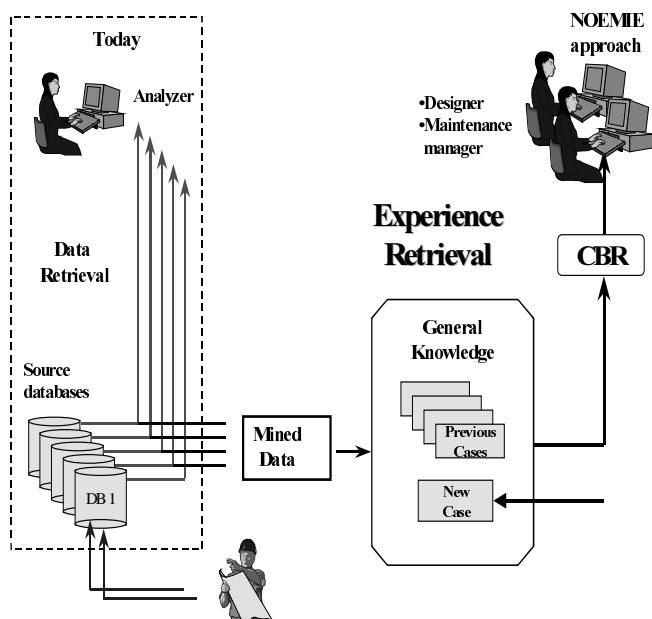 Today
Analyzer
Data
Retrieval
Source
databases
DB 1
Mined
Data
NOEMIE
approach
•Designer
•Maintenance
manager
Experience
Retrieval
CBR
General
Knowledge
Previous
Cases
New
Case